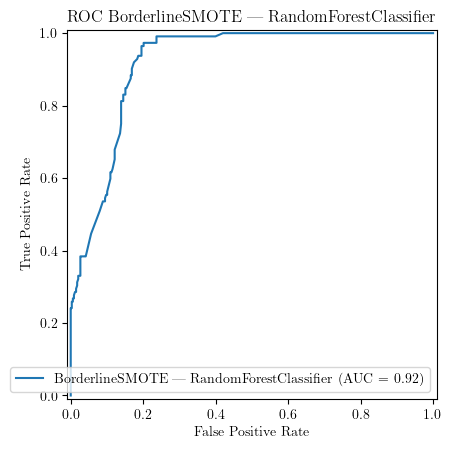 ROC BorderlineSMOTE — RandomForestClassifier
True Positive Rate
1.0
0.8
0.6
0.4
0.2
0.0
BorderlineSMOTE — RandomForestClassifier (AUC = 0.92)
0.0 0.2 0.4 0.6 0.8 1.0
False Positive Rate